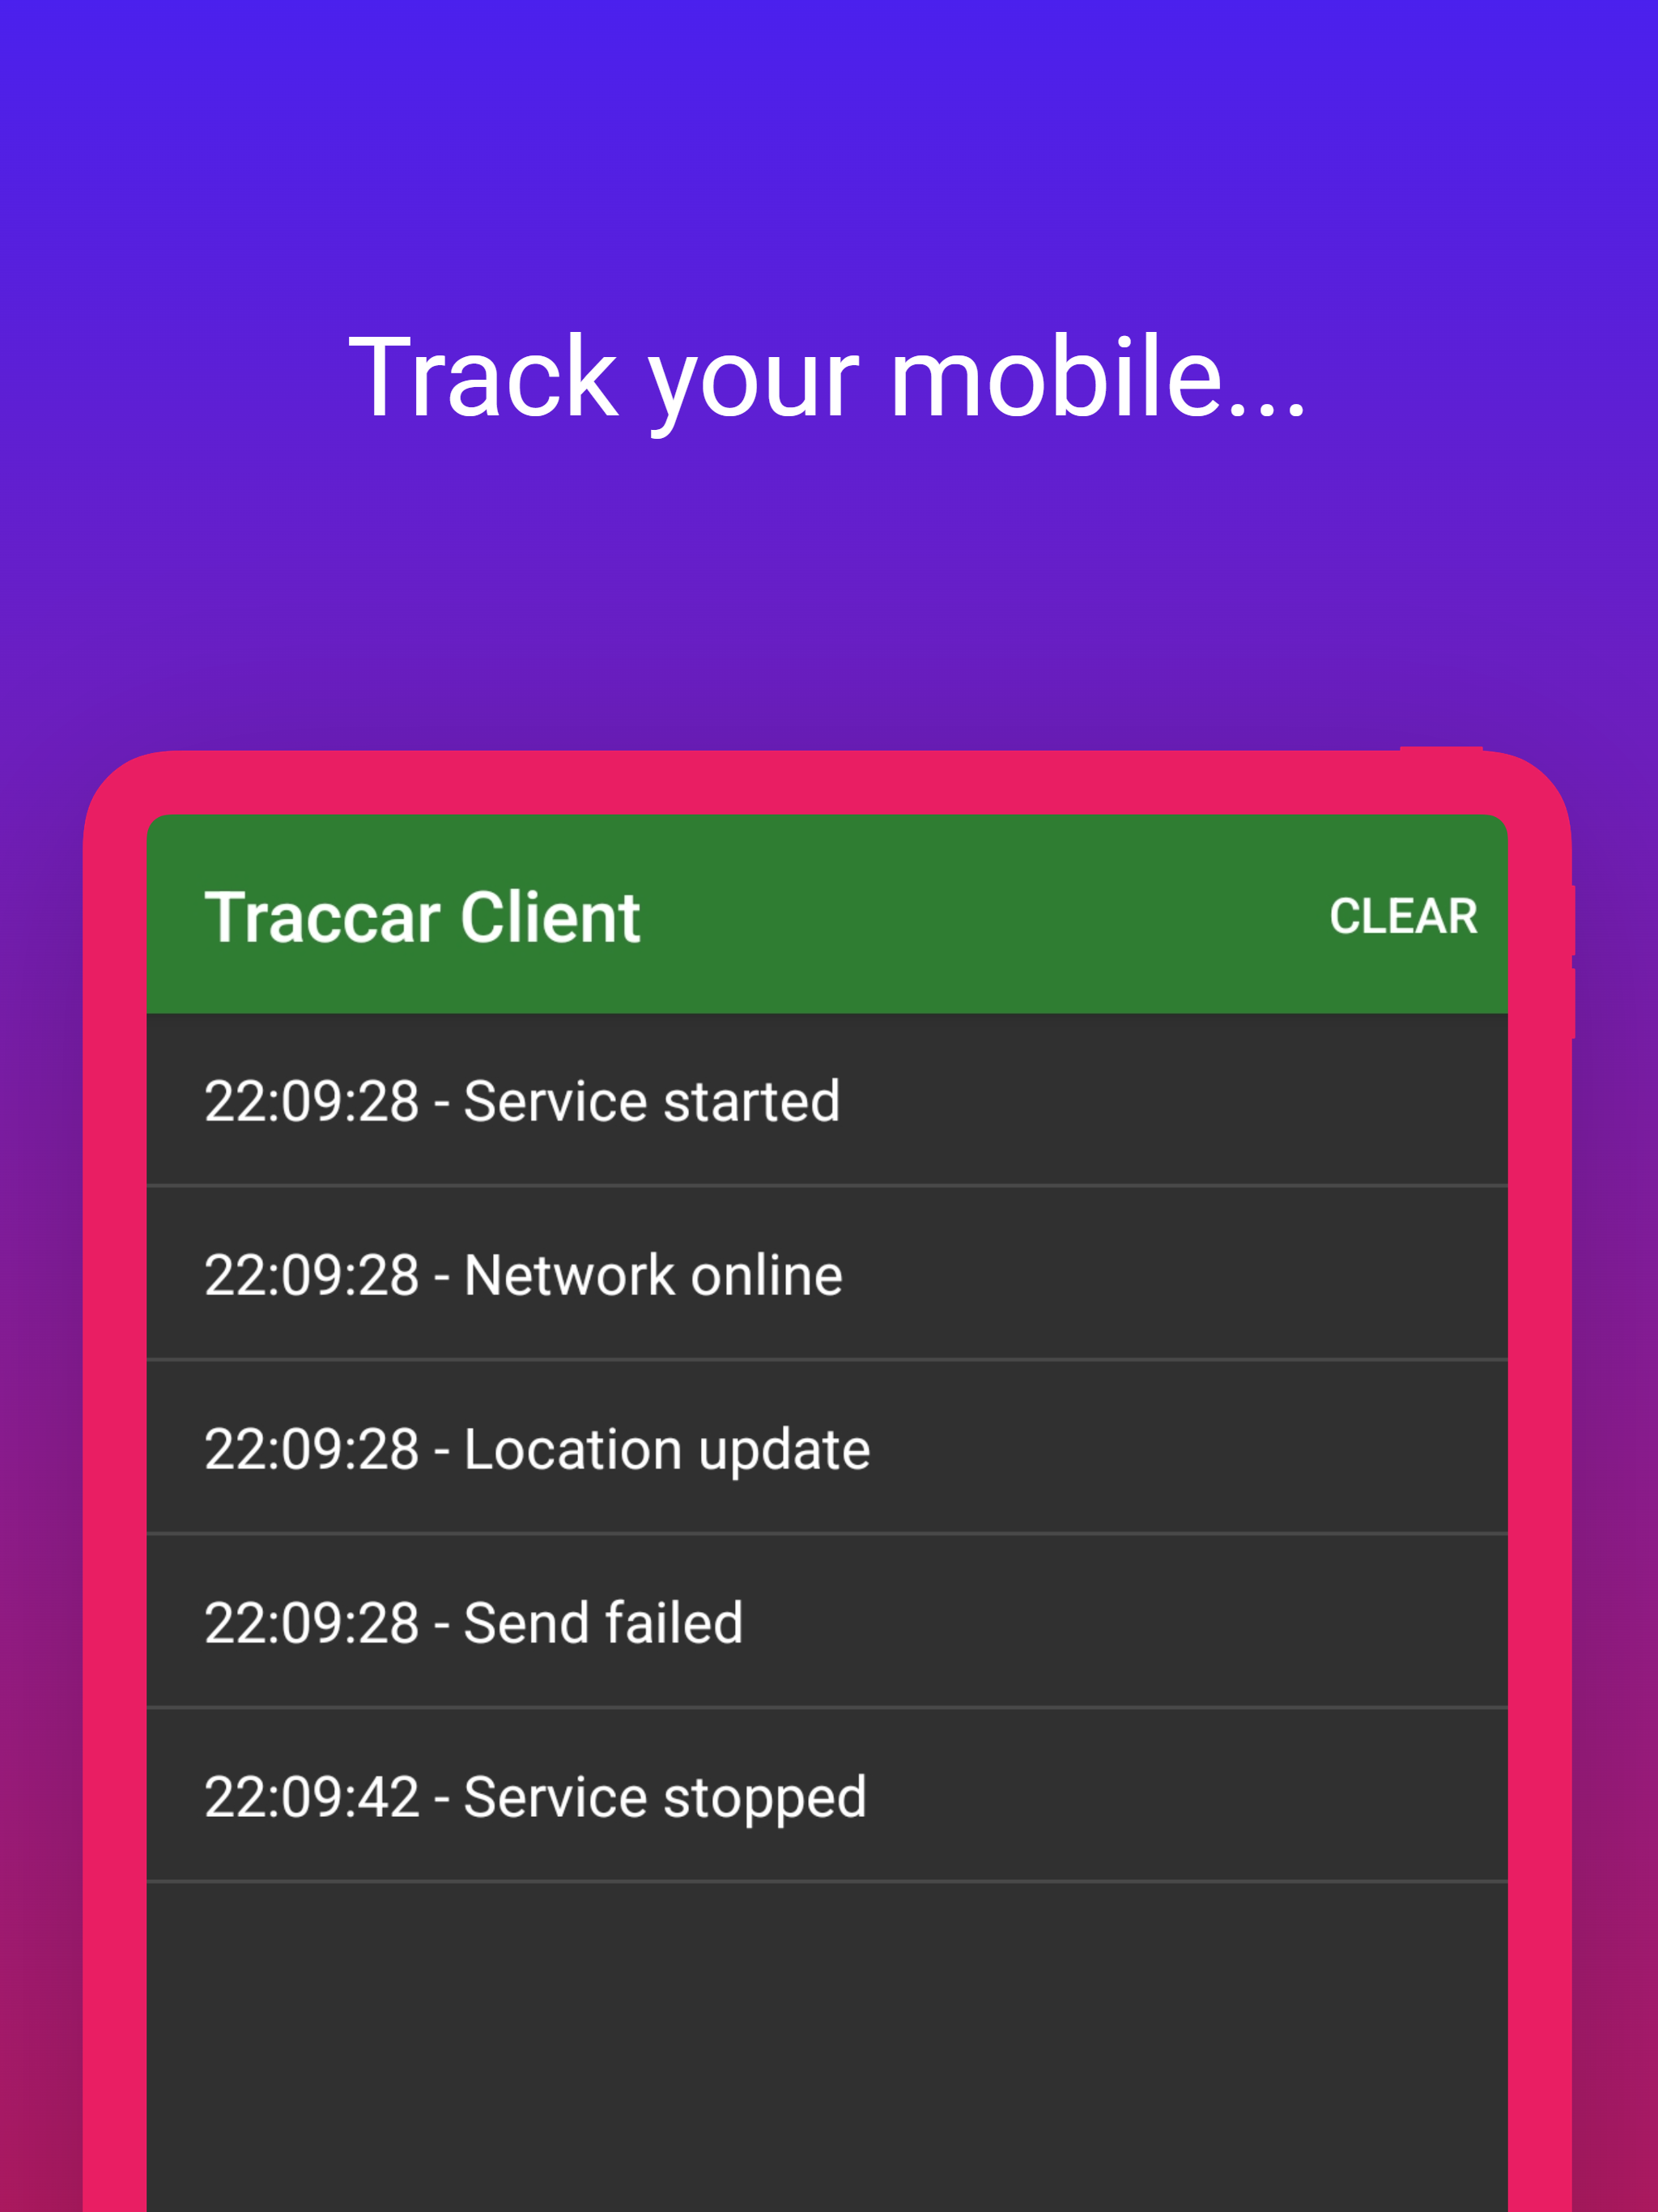 Track your mobile...
Traccar Client CLEAR
22:09:28 - Service started
22:09:28 - Network online
22:09:28 - Location update
22:09:28 - Send failed
22:09:42 - Service stopped